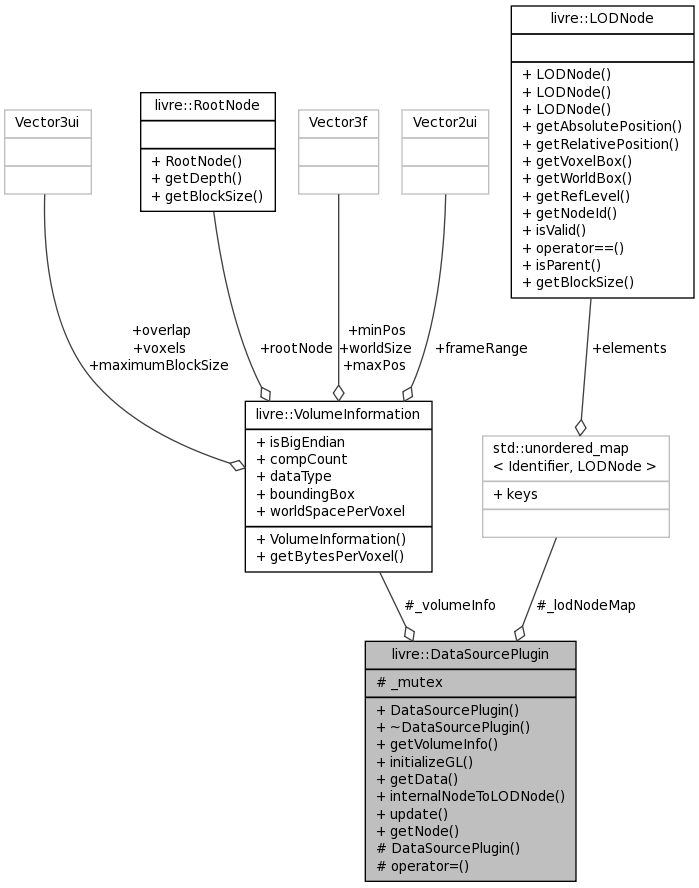 livre::LODNode
+ LODNode()
+ LODNode()
+ LODNode()
+ getAbsolutePosition()
+ getRelativePosition()
+ getVoxelBox()
+ getWorldBox()
+ getRefLevel()
+ getNodeId()
+ isValid()
+ operator==()
+ isParent()
+ getBlockSize()
Vector3ui
livre::RootNode
+ RootNode()
+ getDepth()
+ getBlockSize()
Vector3f
Vector2ui
+overlap
+voxels
+maximumBlockSize
+rootNode
+minPos
+worldSize
+maxPos
+frameRange
+elements
livre::VolumeInformation
+ isBigEndian
+ compCount
+ dataType
+ boundingBox
+ worldSpacePerVoxel
+ VolumeInformation()
+ getBytesPerVoxel()
std::unordered_map
< Identifier, LODNode >
+ keys
#_volumeInfo
#_lodNodeMap
livre::DataSourcePlugin
# _mutex
+ DataSourcePlugin()
+ ~DataSourcePlugin()
+ getVolumeInfo()
+ initializeGL()
+ getData()
+ internalNodeToLODNode()
+ update()
+ getNode()
# DataSourcePlugin()
# operator=()